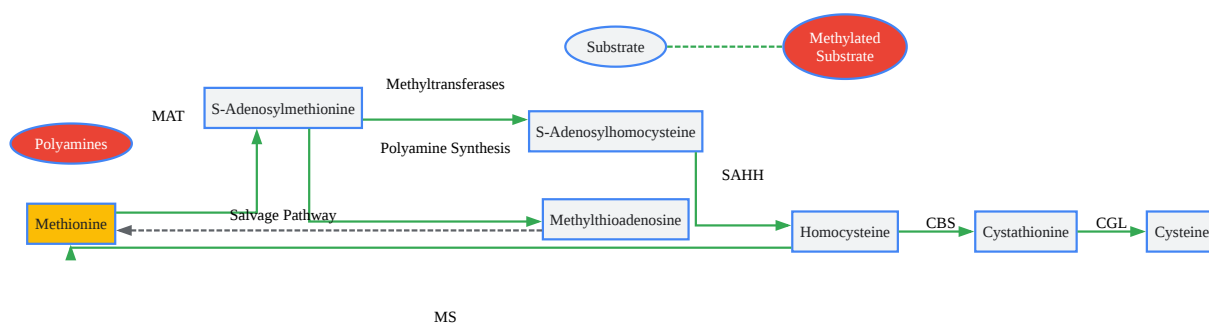 Substrate
Methylated
Substrate
Methyltransferases
S-Adenosylmethionine
MAT
S-Adenosylhomocysteine
Polyamines
Polyamine Synthesis
SAHH
Methionine
Salvage Pathway
Methylthioadenosine
Homocysteine
CBS
Cystathionine
CGL
Cysteine
MS